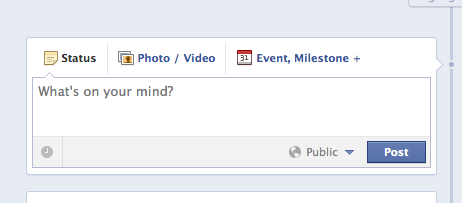 Status Photo / Video Event, Milestone +
31
What's on your mind?
Public Post